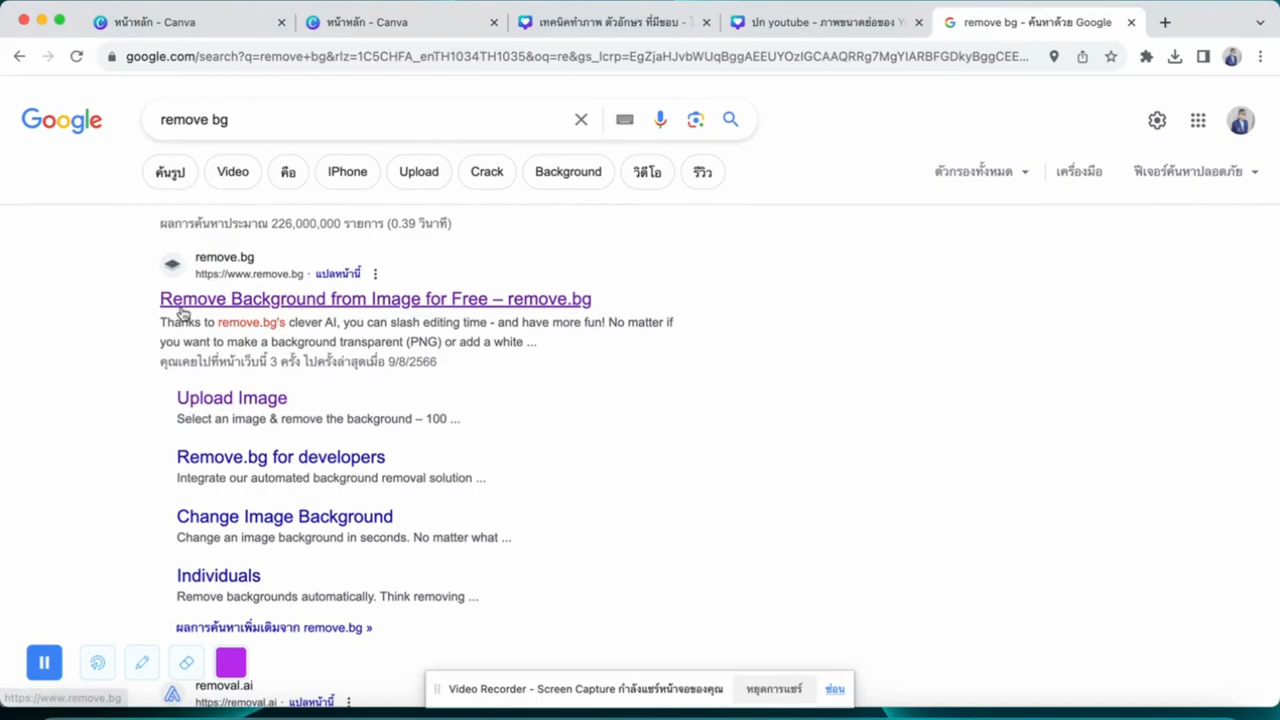 หน้าหลัก - Canva
หน้าหลัก - Canva
เทคนิคทำภาพ ตัวอักษร ที่มีขอบ - 
ปก youtube - ภาพขนาดย่อของ
remove bg - ค้นหาด้วย Google
google.com/search?q=remove+bg&rlz=1C5CHFA_enTH1034TH1035&oq=re&gs_lcrp=EgZjaHJvbWUqBggAEEUYOzIGCAAQRRg7MgYIARBFGDkyBggCEE...
Google
remove bg
ค้นรูป
Video
คือ
IPhone
Upload
Crack
Background
วิดีโอ
รีวิว
ตัวกรองทั้งหมด
เครื่องมือ
ฟีเจอร์ค้นหาปลอดภัย
ผลการค้นหาประมาณ 226,000,000 รายการ (0.39 วินาที)
remove.bg
https://www.remove.bg · แปลหน้านี้
Remove Background from Image for Free – remove.bg
Thanks to remove.bg's clever AI, you can slash editing time - and have more fun! No matter if
you want to make a background transparent (PNG) or add a white ...
คุณเคยไปที่หน้าเว็บนี้ 3 ครั้ง ไปครั้งล่าสุดเมื่อ 9/8/2566
Upload Image
Select an image & remove the background – 100 ...
Remove.bg for developers
Integrate our automated background removal solution ...
Change Image Background
Change an image background in seconds. No matter what ...
Individuals
Remove backgrounds automatically. Think removing ...
ผลการค้นหาเพิ่มเติมจาก remove.bg »
removal.ai
https://removal.ai · แปลหน้านี้
https://www.remove.bg
Video Recorder - Screen Capture กำลังแชร์หน้าจอของคุณ
หยุดการแชร์
ซ่อน